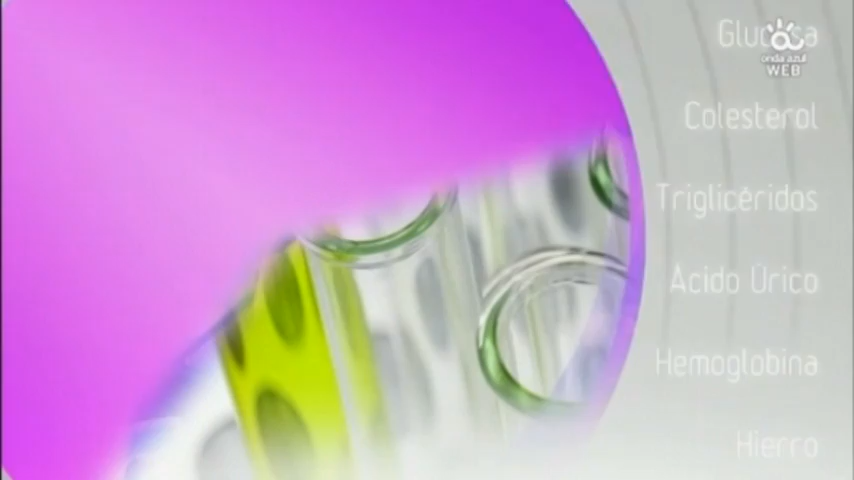 Glucosa
onda azul
WEB
Colesterol
Triglicéridos
Ácido Úrico
Hemoglobina
Hierro